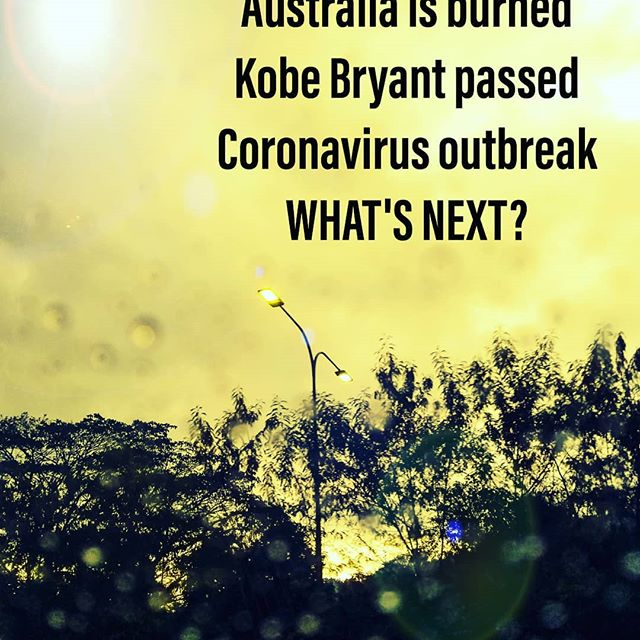 Australia is burned
Kobe Bryant passed
Coronavirus outbreak
WHAT'S NEXT?